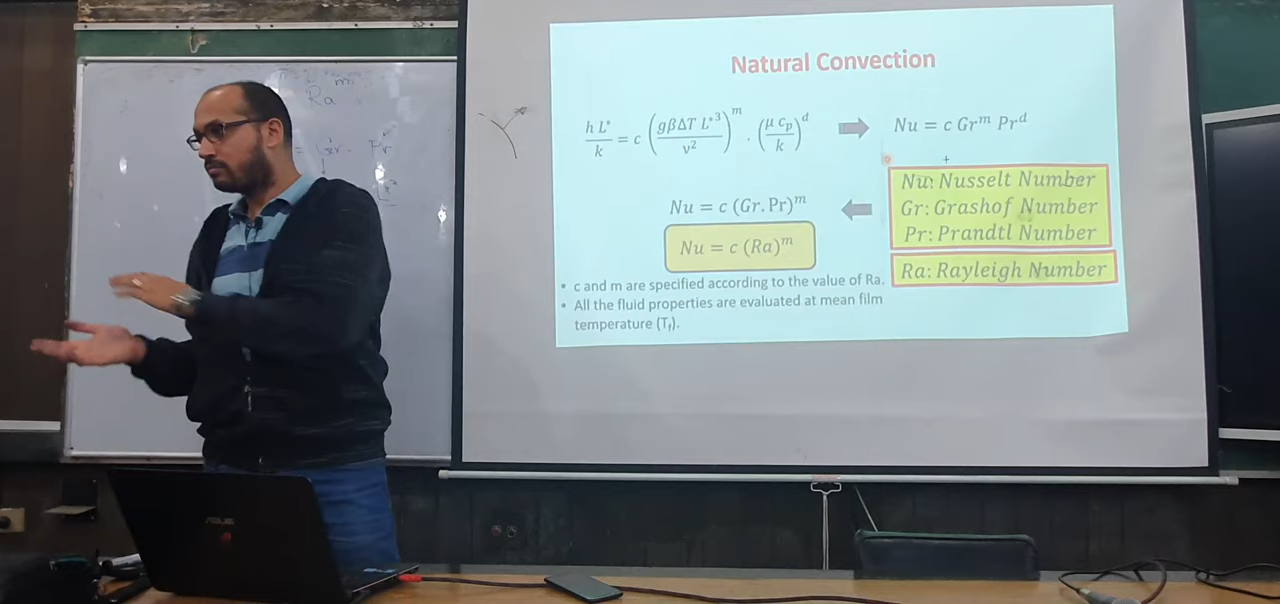 Ra
Natural Convection
h L* / k = c (gβΔT L*³ / ν²)^m · (μ c_p / k)^d
Nu = c Gr^m Pr^d
Nu: Nusselt Number
Gr: Grashof Number
Pr: Prandtl Number
Nu = c (Gr.Pr)^m
Nu = c (Ra)^m
Ra: Rayleigh Number
• c and m are specified according to the value of Ra.
• All the fluid properties are evaluated at mean film
temperature (T_f).
ASUS